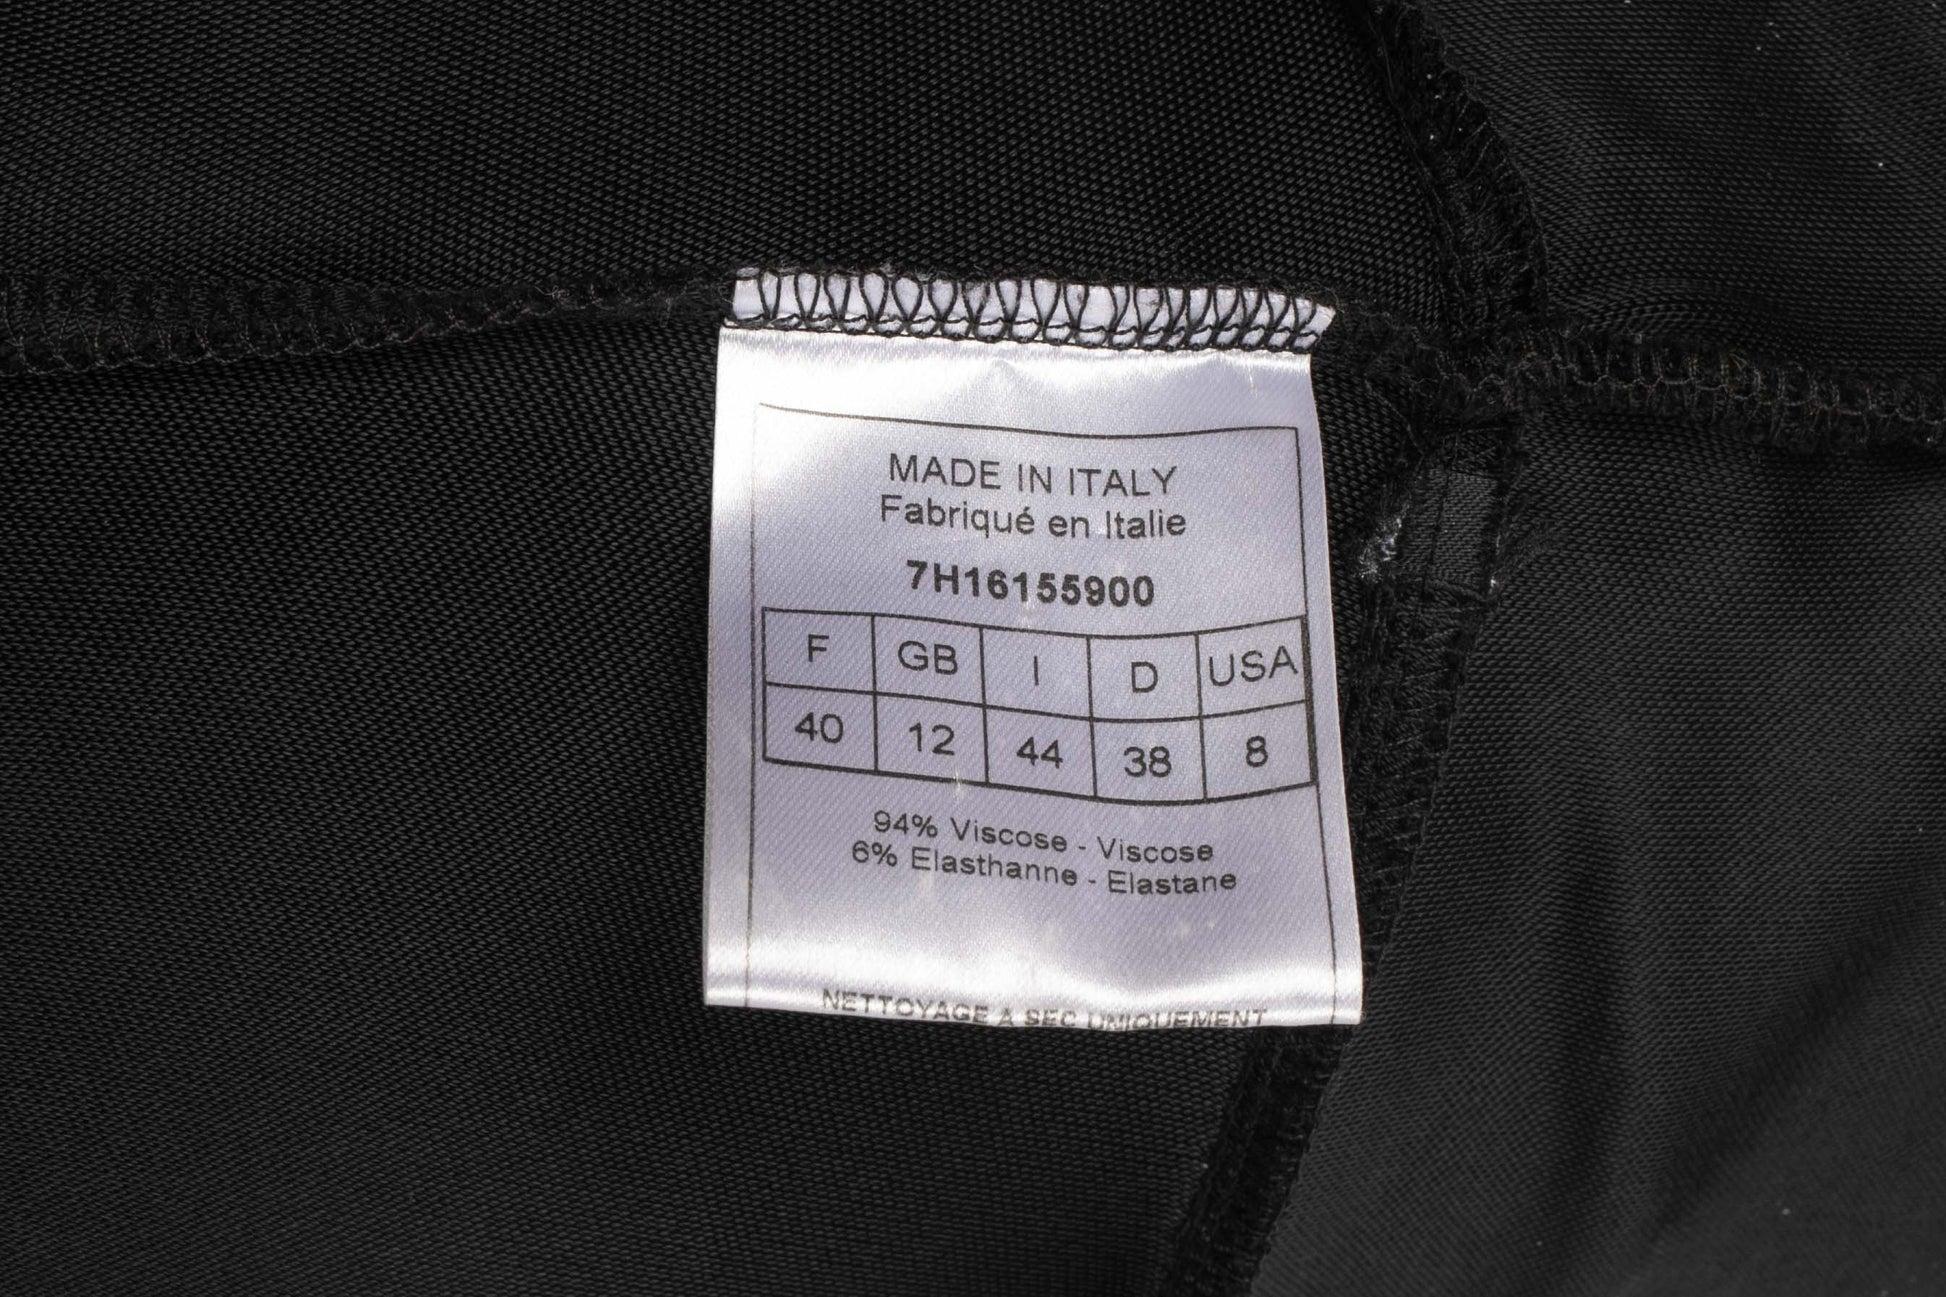 MADE IN ITALY
Fabriqué en Italie
7H16155900
F GB I D USA
40 12 44 38 8
94% Viscose - Viscose
6% Elasthanne - Elastane
NETTOYAGE A SEC UNIQUEMENT